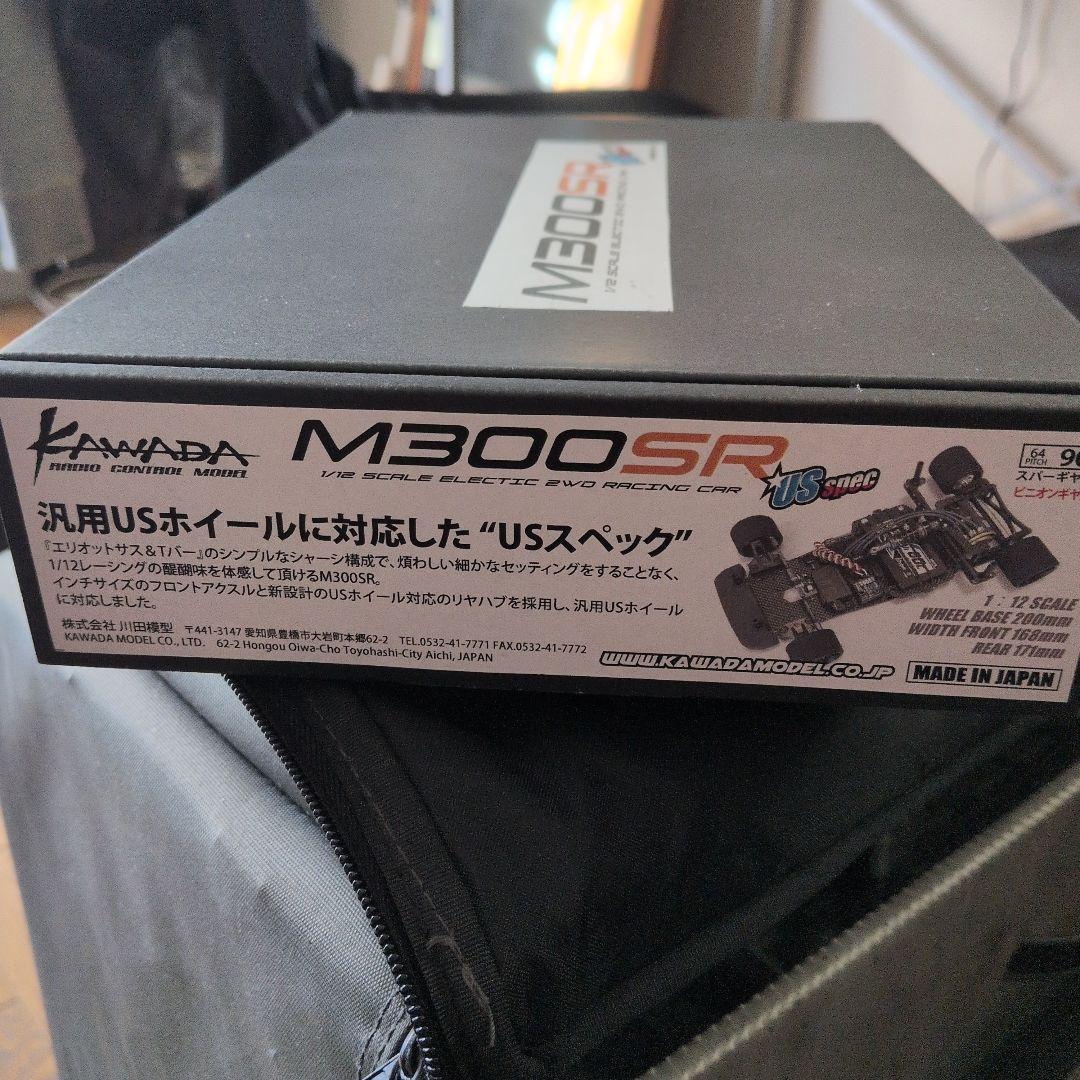 M300SR
1/12 SCALE ELECTIC 2WD RACING CAR
KAWADA
RADIO CONTROL MODEL
M300SR
1/12 SCALE ELECTIC 2WD RACING CAR
US spec
64
PITCH
スパーギヤ
ピニオンギヤ
汎用USホイールに対応した “USスペック”
『エリオットサス&Tバー』のシンプルなシャーシ構成で、煩わしい細かなセッティングをすることなく、
1/12レーシングの醍醐味を体感して頂けるM300SR。
インチサイズのフロントアクスルと新設計のUSホイール対応のリヤハブを採用し、汎用USホイール
に対応しました。
1 : 12 SCALE
WHEEL BASE 200mm
WIDTH FRONT 168mm
REAR 171mm
株式会社 川田模型 〒441-3147 愛知県豊橋市大岩町本郷62-2 TEL.0532-41-7771 FAX.0532-41-7772
KAWADA MODEL CO., LTD. 62-2 Hongou Oiwa-Cho Toyohashi-City Aichi, JAPAN
WWW.KAWADAMODEL.CO.JP
MADE IN JAPAN